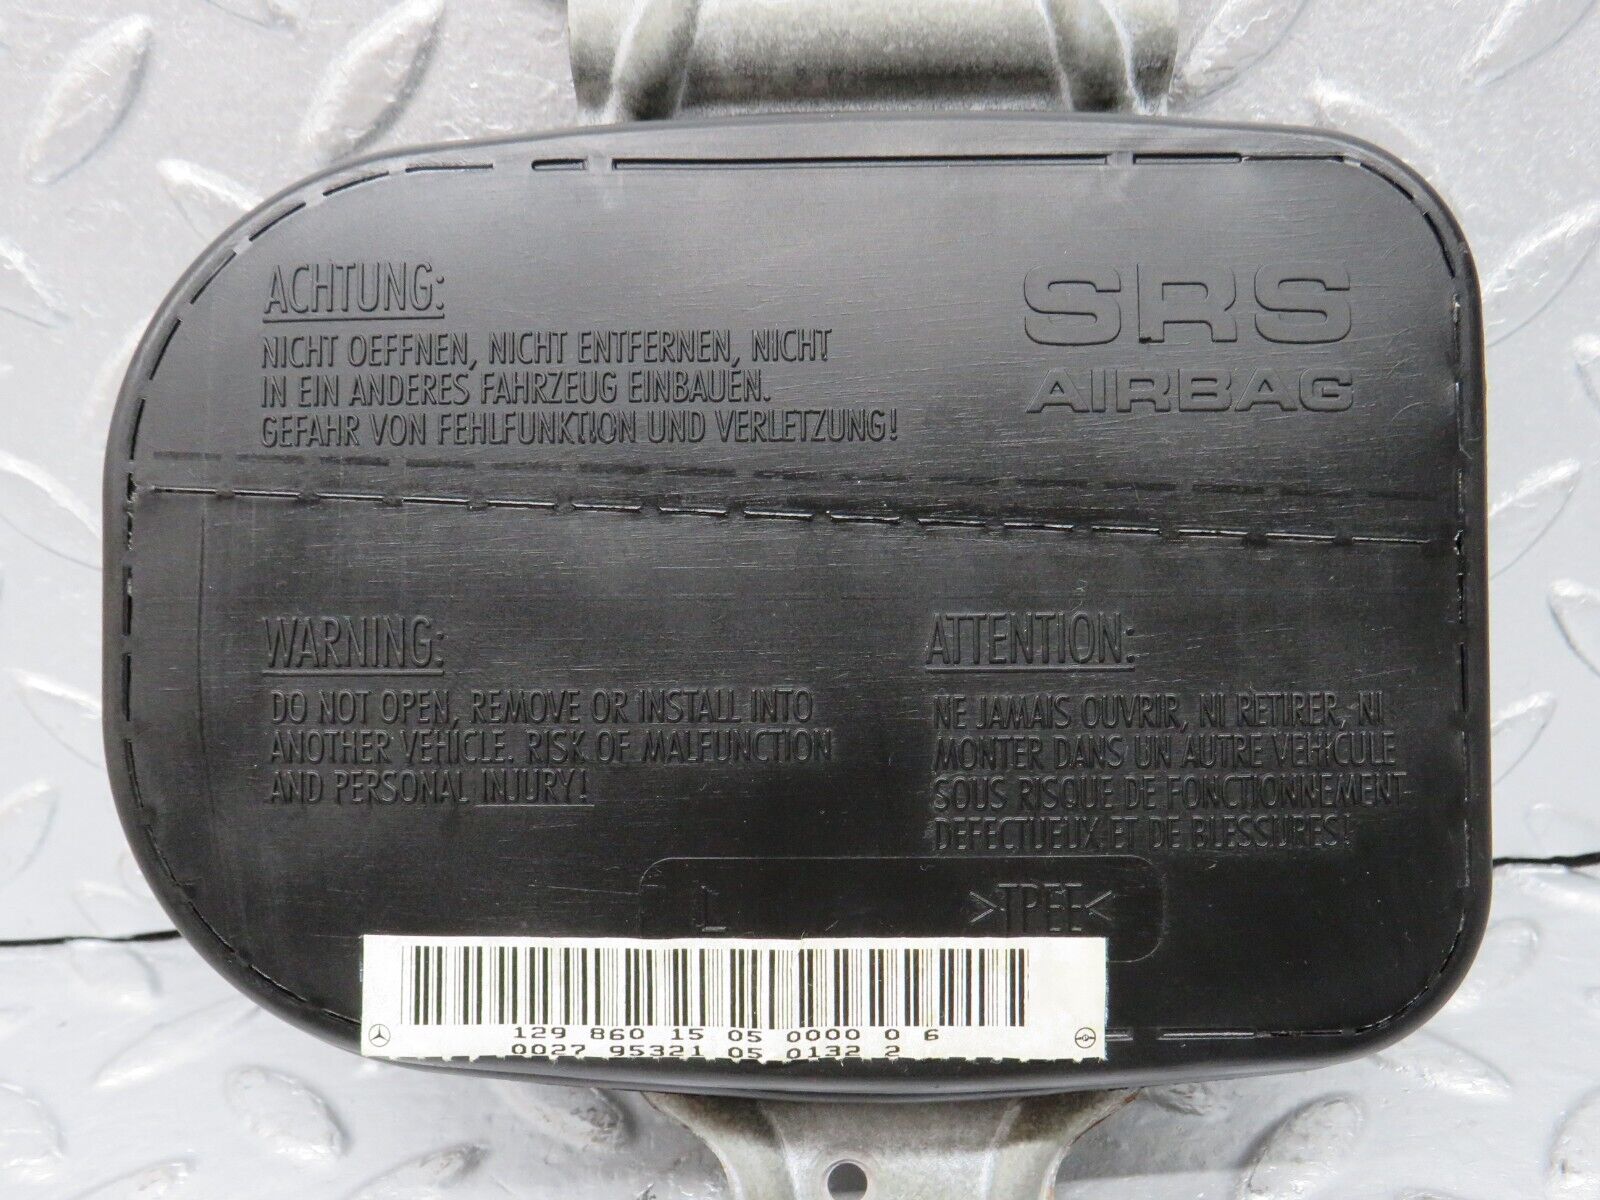 ACHTUNG:
NICHT OEFFNEN, NICHT ENTFERNEN, NICHT
IN EIN ANDERES FAHRZEUG EINBAUEN.
GEFAHR VON FEHLFUNKTION UND VERLETZUNG!
SRS
AIRBAG
WARNING:
DO NOT OPEN, REMOVE OR INSTALL INTO
ANOTHER VEHICLE. RISK OF MALFUNCTION
AND PERSONAL INJURY!
ATTENTION:
NE JAMAIS OUVRIR, NI RETIRER, NI
MONTER DANS UN AUTRE VEHICULE
SOUS RISQUE DE FONCTIONNEMENT
DEFECTUEUX ET DE BLESSURES!
L >TPEE<
129 860 15 05 0000 0 6
0027 95321 05 0132 2